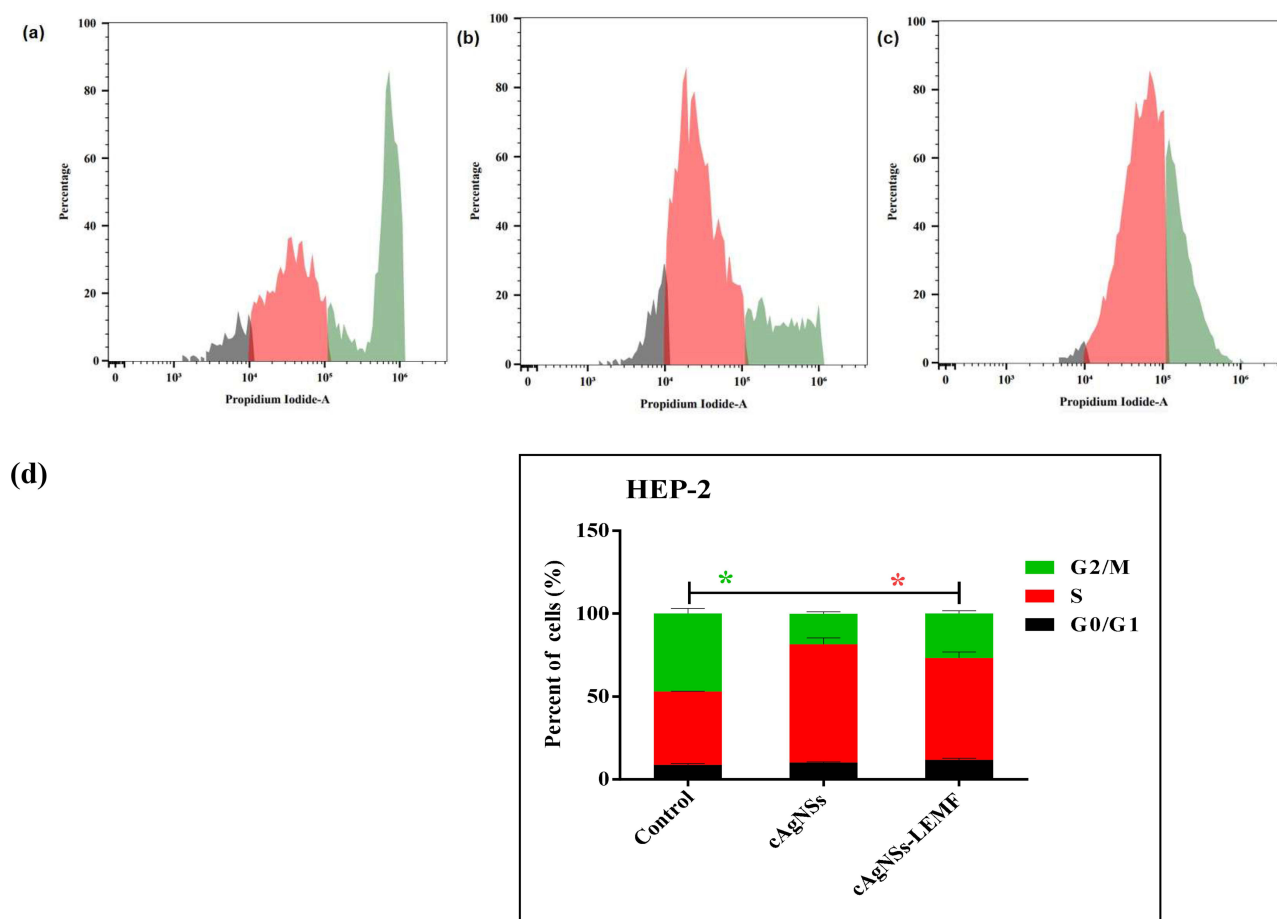 (a)
100
80
60
40
20
0
Percentage
0 10³ 10⁴ 10⁵ 10⁶
Propidium Iodide-A
(b)
100
80
60
40
20
0
Percentage
0 10³ 10⁴ 10⁵ 10⁶
Propidium Iodide-A
(c)
100
80
60
40
20
0
Percentage
0 10³ 10⁴ 10⁵ 10⁶
Propidium Iodide-A
(d)
HEP-2
150
100
50
0
Percent of cells (%)
* *
G2/M
S
G0/G1
Control
cAgNSs
cAgNSs-LEMF